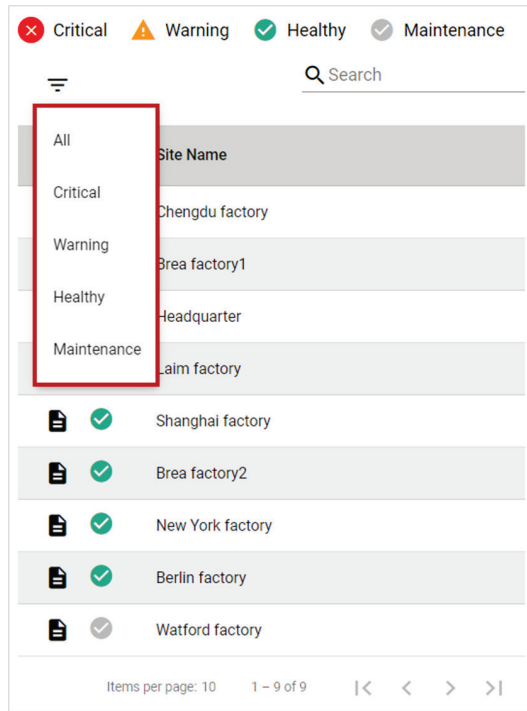 Critical Warning Healthy Maintenance
Search
All
Site Name
Critical
Chengdu factory
Warning
Brea factory1
Healthy
Headquarter
Maintenance
Laim factory
Shanghai factory
Brea factory2
New York factory
Berlin factory
Watford factory
Items per page: 10 1 – 9 of 9